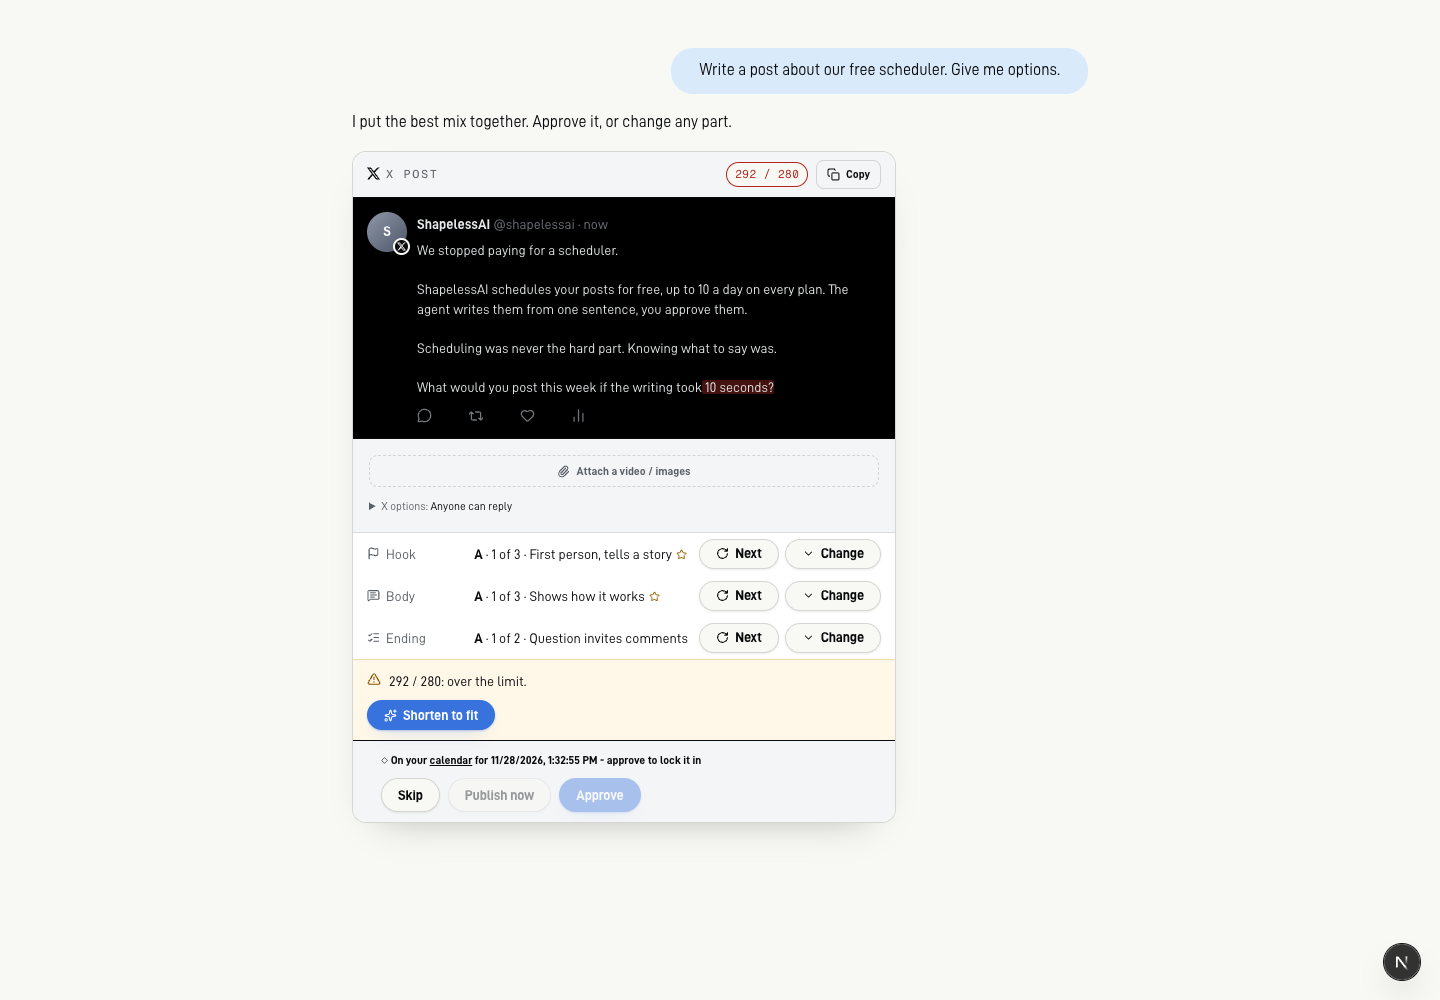 Write a post about our free scheduler. Give me options.
I put the best mix together. Approve it, or change any part.
X POST
292 / 280
Copy
S
ShapelessAI @shapelessai · now
We stopped paying for a scheduler.
ShapelessAI schedules your posts for free, up to 10 a day on every plan. The
agent writes them from one sentence, you approve them.
Scheduling was never the hard part. Knowing what to say was.
What would you post this week if the writing took 10 seconds?
Attach a video / images
X options: Anyone can reply
Hook
A · 1 of 3 · First person, tells a story
Next
Change
Body
A · 1 of 3 · Shows how it works
Next
Change
Ending
A · 1 of 2 · Question invites comments
Next
Change
292 / 280: over the limit.
Shorten to fit
On your calendar for 11/28/2026, 1:32:55 PM - approve to lock it in
Skip
Publish now
Approve
N